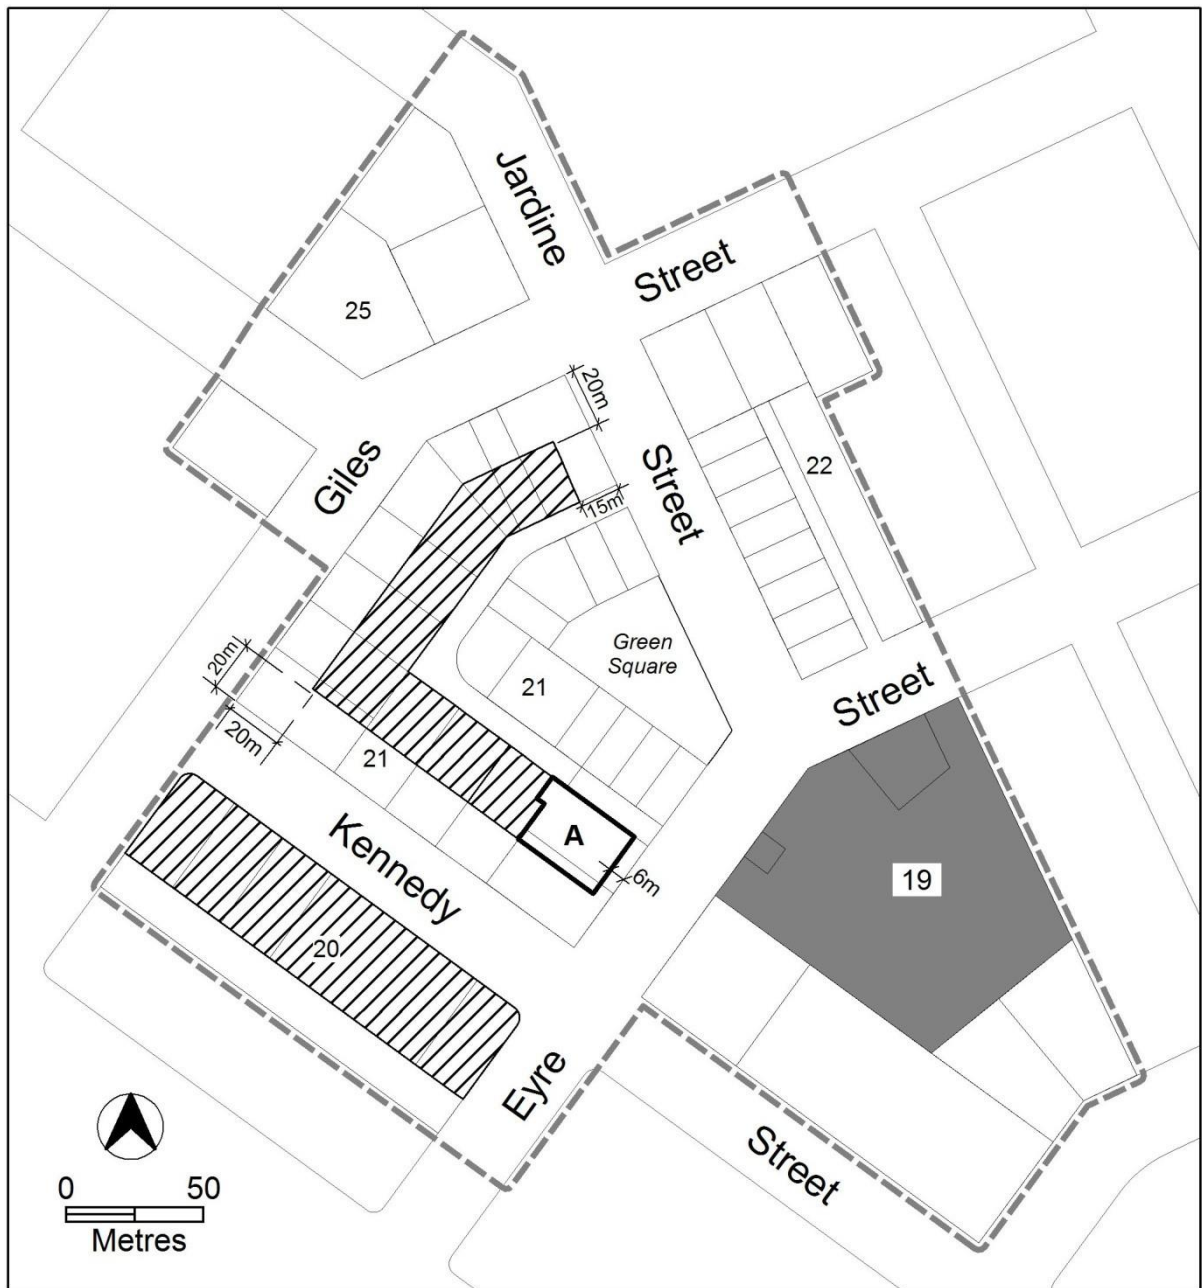 Jardine
Street
25
20m
Giles
Street
22
15m
Green
Square
20m
21
Street
20m
21
A
Kennedy
6m
19
20
Eyre
Street
0 50
Metres